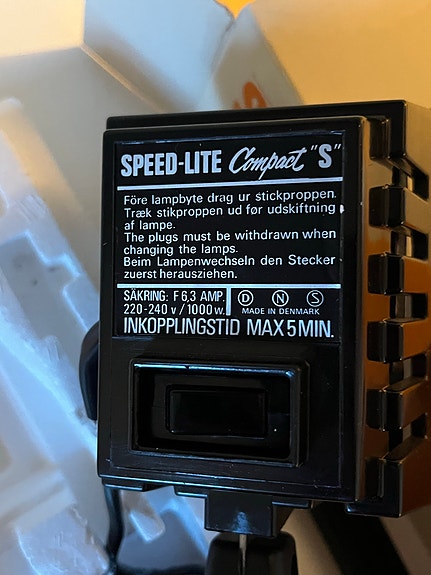 SPEED-LITE Compact "S"
Före lampbyte drag ur stickproppen.
Træk stikproppen ud før udskiftning
af lampe.
The plugs must be withdrawn when
changing the lamps.
Beim Lampenwechseln den Stecker
zuerst herausziehen.
SÄKRING: F 6,3 AMP.
220-240 v / 1000 w.
D N S
MADE IN DENMARK
INKOPPLINGSTID MAX 5 MIN.